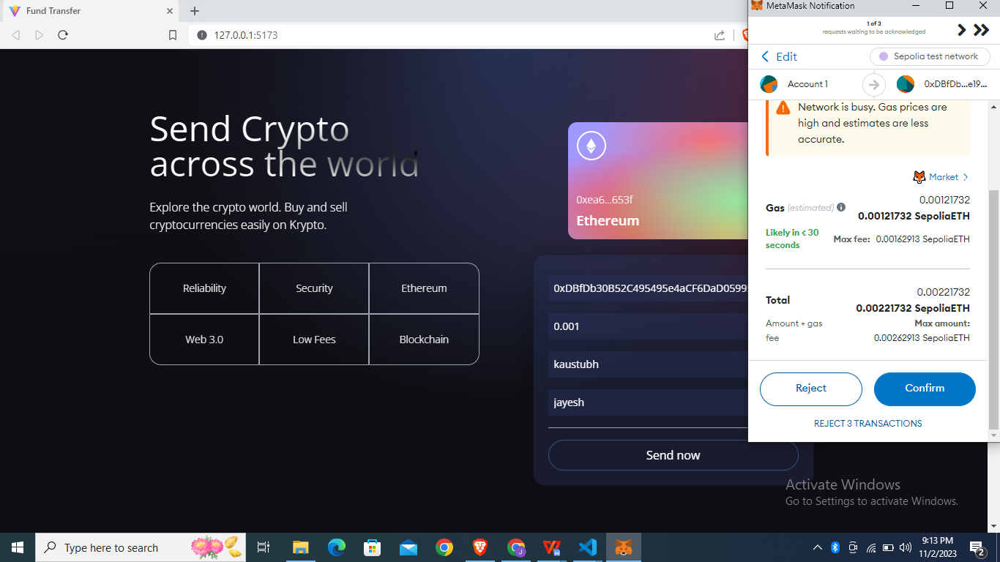 Fund Transfer
127.0.0.1:5173
Send Crypto
across the world
Explore the crypto world. Buy and sell
cryptocurrencies easily on Krypto.
Reliability
Security
Ethereum
Web 3.0
Low Fees
Blockchain
0xea6...653f
Ethereum
0xDBfDb30B52C495495e4aCF6DaD0599
0.001
kaustubh
jayesh
Send now
MetaMask Notification
1 of 3
requests waiting to be acknowledged
Edit
Sepolia test network
Account 1
0xDBfDb...e19...
Network is busy. Gas prices are
high and estimates are less
accurate.
Market
0.00121732
Gas (estimated)
0.00121732 SepoliaETH
Likely in < 30
seconds
Max fee: 0.00162913 SepoliaETH
0.00221732
Total
0.00221732 SepoliaETH
Amount + gas
fee
Max amount:
0.00262913 SepoliaETH
Reject
Confirm
REJECT 3 TRANSACTIONS
Activate Windows
Go to Settings to activate Windows.
Type here to search
9:13 PM
11/2/2023
2